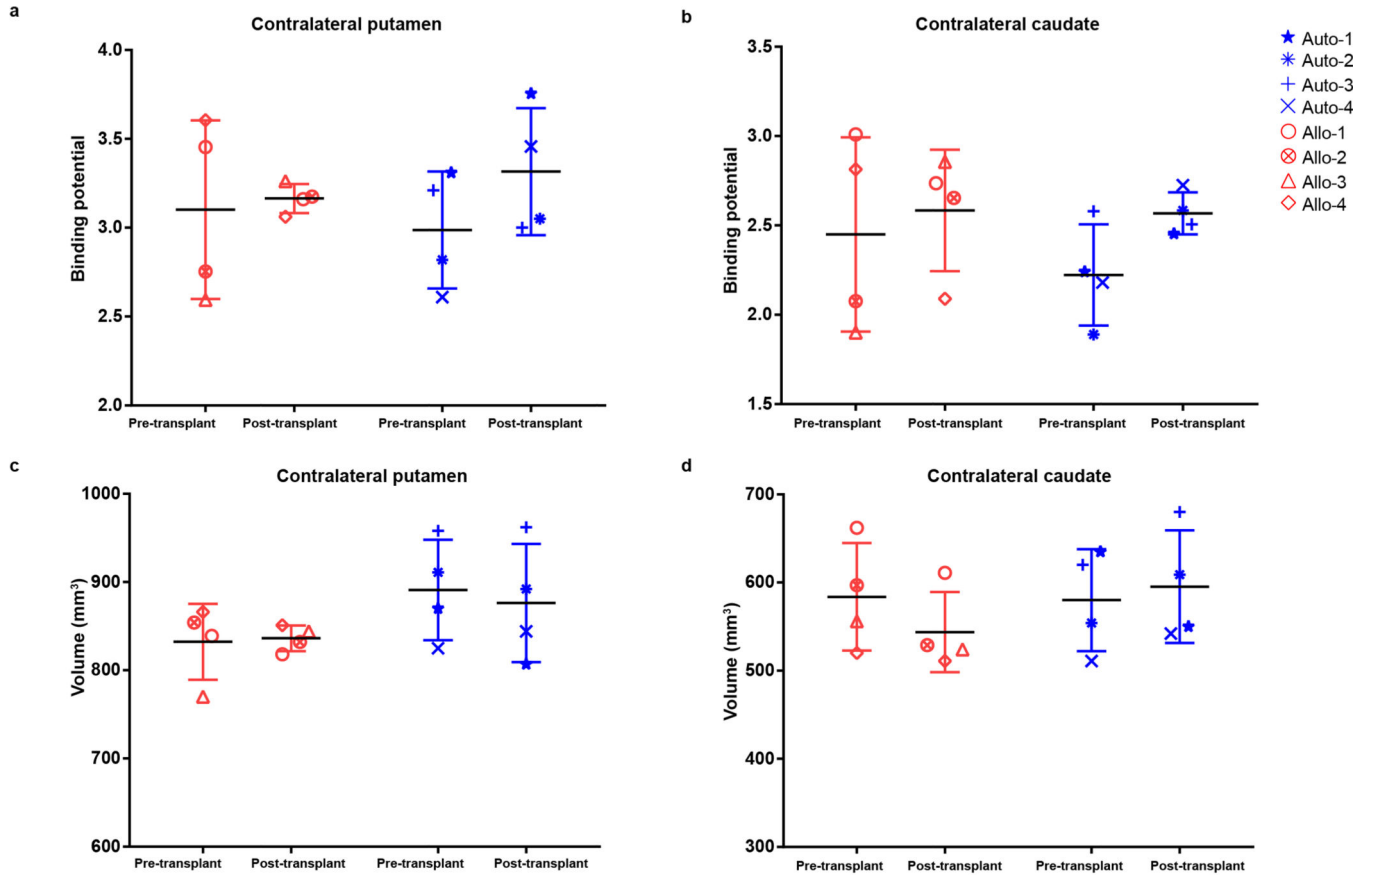 a
Contralateral putamen
Binding potential
4.0
3.5
3.0
2.5
2.0
Pre-transplant Post-transplant Pre-transplant Post-transplant
b
Contralateral caudate
Binding potential
3.5
3.0
2.5
2.0
1.5
Pre-transplant Post-transplant Pre-transplant Post-transplant
Auto-1
Auto-2
Auto-3
Auto-4
Allo-1
Allo-2
Allo-3
Allo-4
c
Contralateral putamen
Volume (mm³)
1000
900
800
700
600
Pre-transplant Post-transplant Pre-transplant Post-transplant
d
Contralateral caudate
Volume (mm³)
700
600
500
400
300
Pre-transplant Post-transplant Pre-transplant Post-transplant